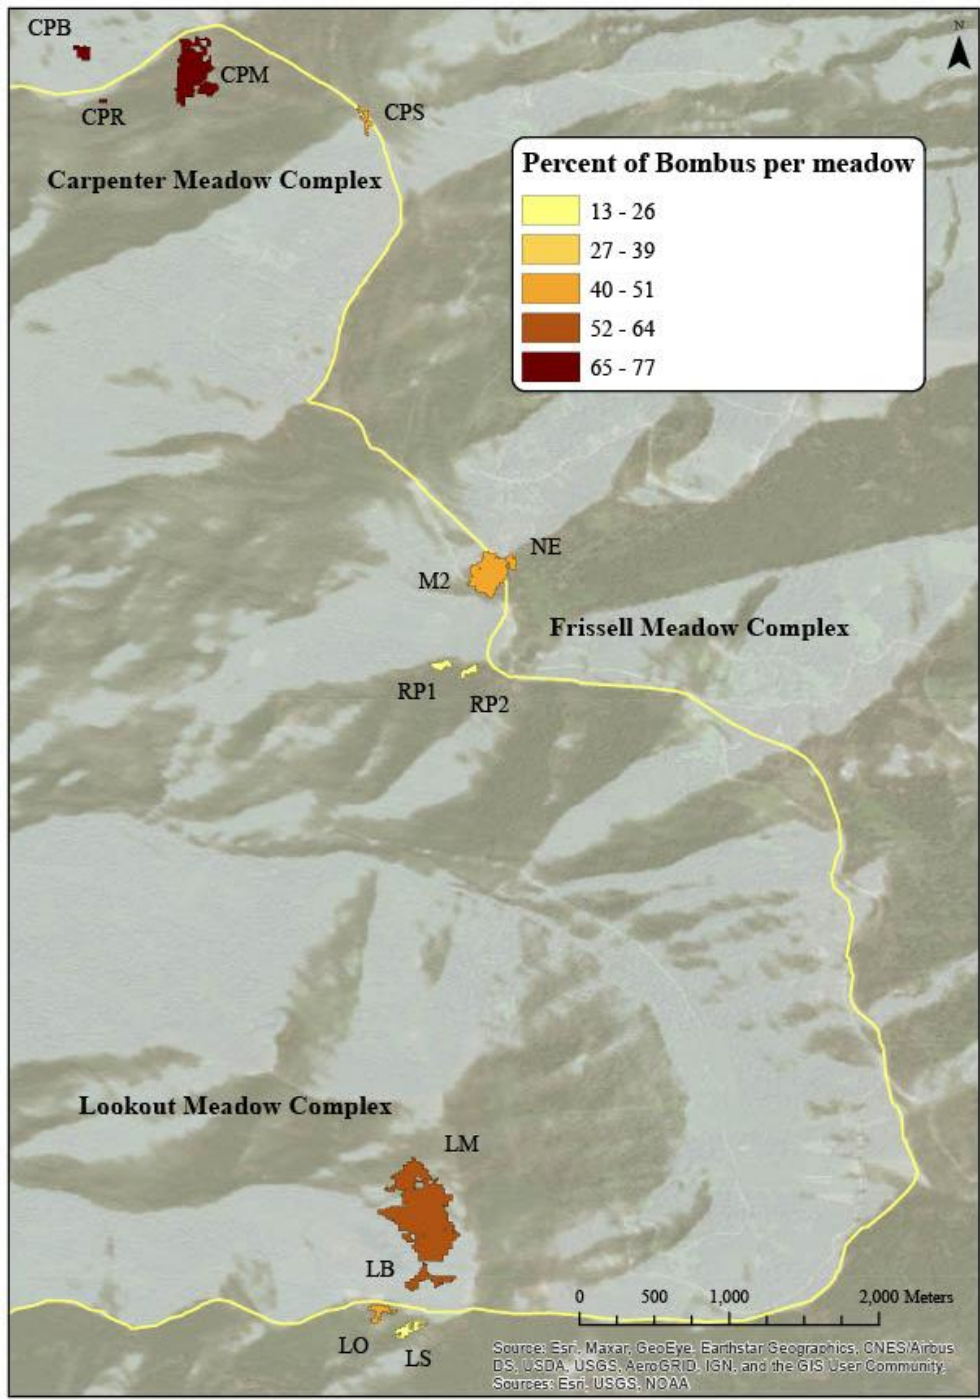 N
CPB
CPM
CPR
CPS
Carpenter Meadow Complex
Percent of Bombus per meadow
13 - 26
27 - 39
40 - 51
52 - 64
65 - 77
NE
M2
Frissell Meadow Complex
RP1
RP2
Lookout Meadow Complex
LM
LB
0 500 1,000 2,000 Meters
LO
LS
Source: Esri, Maxar, GeoEye, Earthstar Geographics, CNES/Airbus
DS, USDA, USGS, AeroGRID, IGN, and the GIS User Community,
Sources: Esri, USGS, NOAA